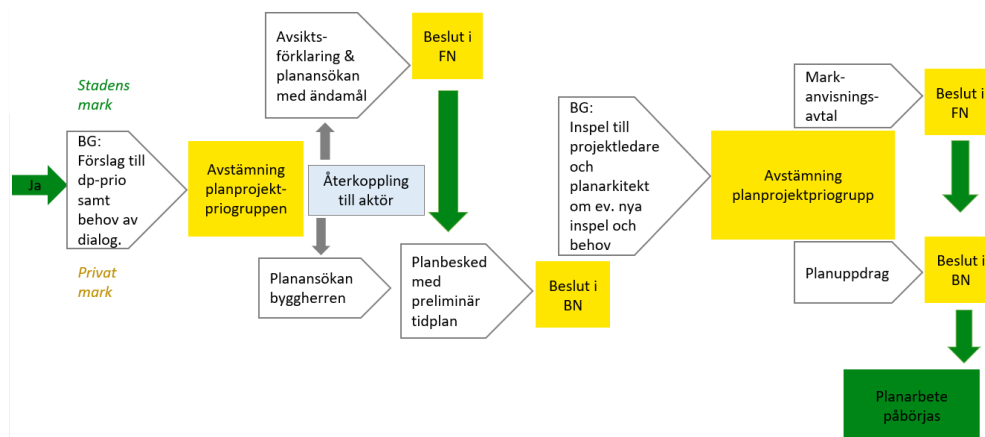 Stadens
mark
Ja
BG:
Förslag till
dp-prio
samt
behov av
dialog.
Privat
mark
Avstämning
planprojekt-
priogruppen
Avsikts-
förklaring &
planansökan
med ändamål
Beslut i
FN
Återkoppling
till aktör
Planansökan
byggherren
Planbesked
med
preliminär
tidplan
Beslut i
BN
BG:
Inspel till
projektledare
och
planarkitekt
om ev. nya
inspel och
behov
Avstämning
planprojektpriogrupp
Mark-
anvisnings-
avtal
Beslut i
FN
Planuppdrag
Beslut i
BN
Planarbete
påbörjas